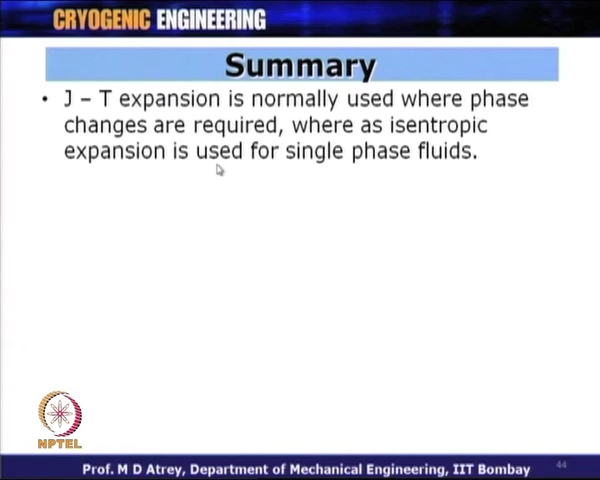 CRYOGENIC ENGINEERING
Summary
• J – T expansion is normally used where phase
changes are required, where as isentropic
expansion is used for single phase fluids.
NPTEL
Prof. M D Atrey, Department of Mechanical Engineering, IIT Bombay
44